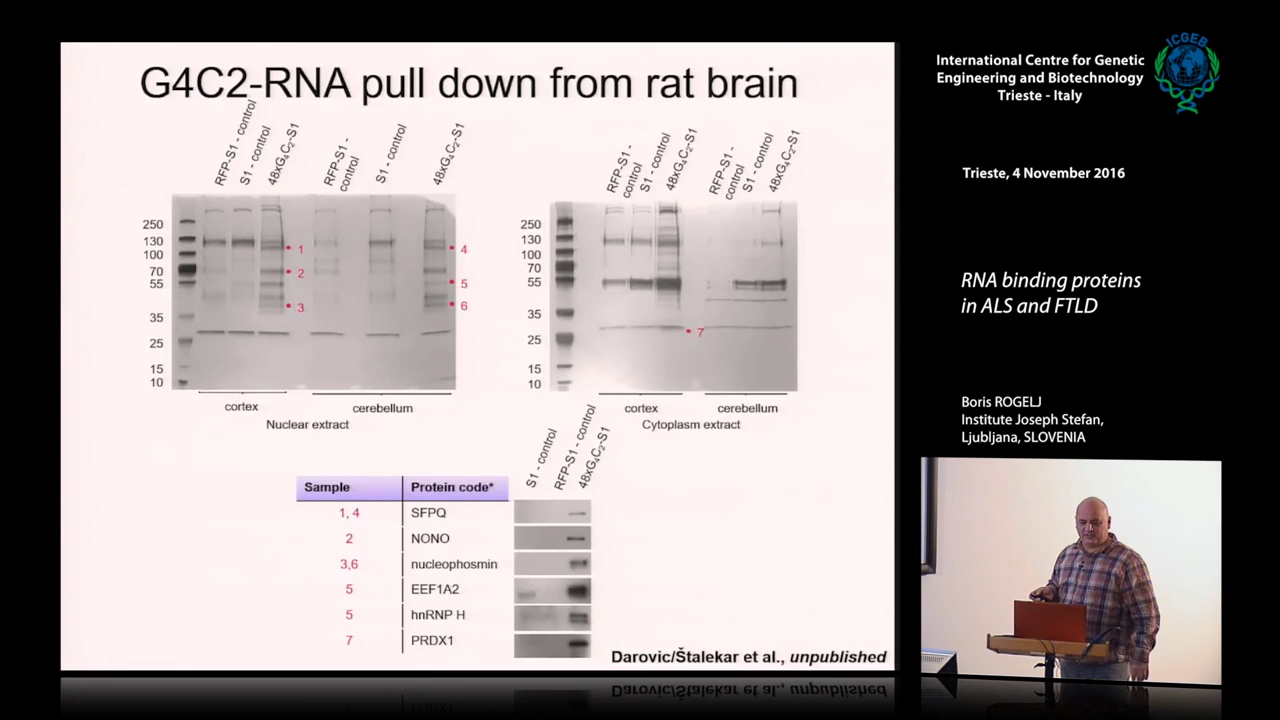 G4C2-RNA pull down from rat brain
RFP-S1 - control
S1 - control
48xG4C2-S1
RFP-S1 -
control
S1 - control
48xG4C2-S1
250
130
100
70
55
35
25
15
10
1
2
3
4
5
6
cortex
cerebellum
Nuclear extract
RFP-S1 -
control
S1 - control
48xG4C2-S1
RFP-S1 -
control
S1 - control
48xG4C2-S1
250
130
100
70
55
35
25
15
10
7
cortex
cerebellum
Cytoplasm extract
S1 - control
RFP-S1 - control
48xG4C2-S1
Sample Protein code*
1, 4 SFPQ
2 NONO
3,6 nucleophosmin
5 EEF1A2
5 hnRNP H
7 PRDX1
Darovic/Štalekar et al., unpublished
International Centre for Genetic
Engineering and Biotechnology
Trieste - Italy
ICGEB
Trieste, 4 November 2016
RNA binding proteins
in ALS and FTLD
Boris ROGELJ
Institute Joseph Stefan,
Ljubljana, SLOVENIA